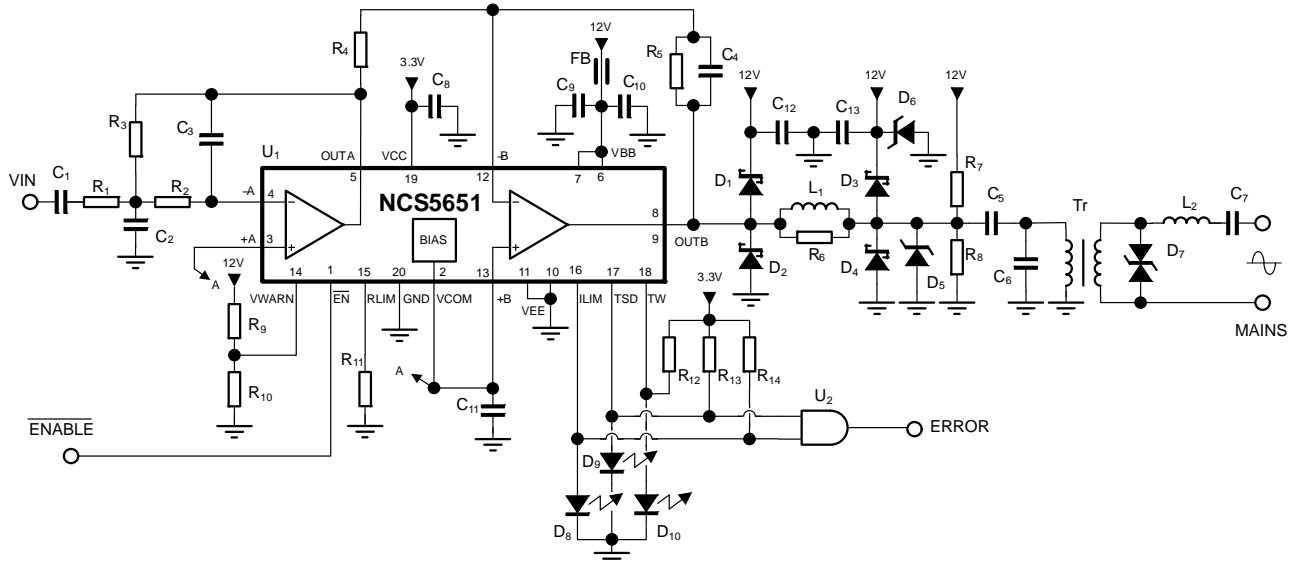 12V
R4
R5
C4
FB
3.3V
C8
C9
C10
12V
12V
12V
C12
C13
D6
R3
C3
U1
OUTA
VCC
-B
VBB
R7
5
19
12
7
6
VIN
C1
R1
R2
–A
4
NCS5651
D1
L1
D3
C5
Tr
L2
C7
C2
+A
3
BIAS
8
9
OUTB
R6
D2
D4
D5
R8
C6
D7
A
12V
14
1
15
20
2
13
11
10
16
17
18
VWARN
EN
RLIM
GND
VCOM
+B
VEE
ILIM
TSD
TW
3.3V
MAINS
R9
R10
R11
A
C11
R12
R13
R14
U2
ENABLE
ERROR
D9
D8
D10